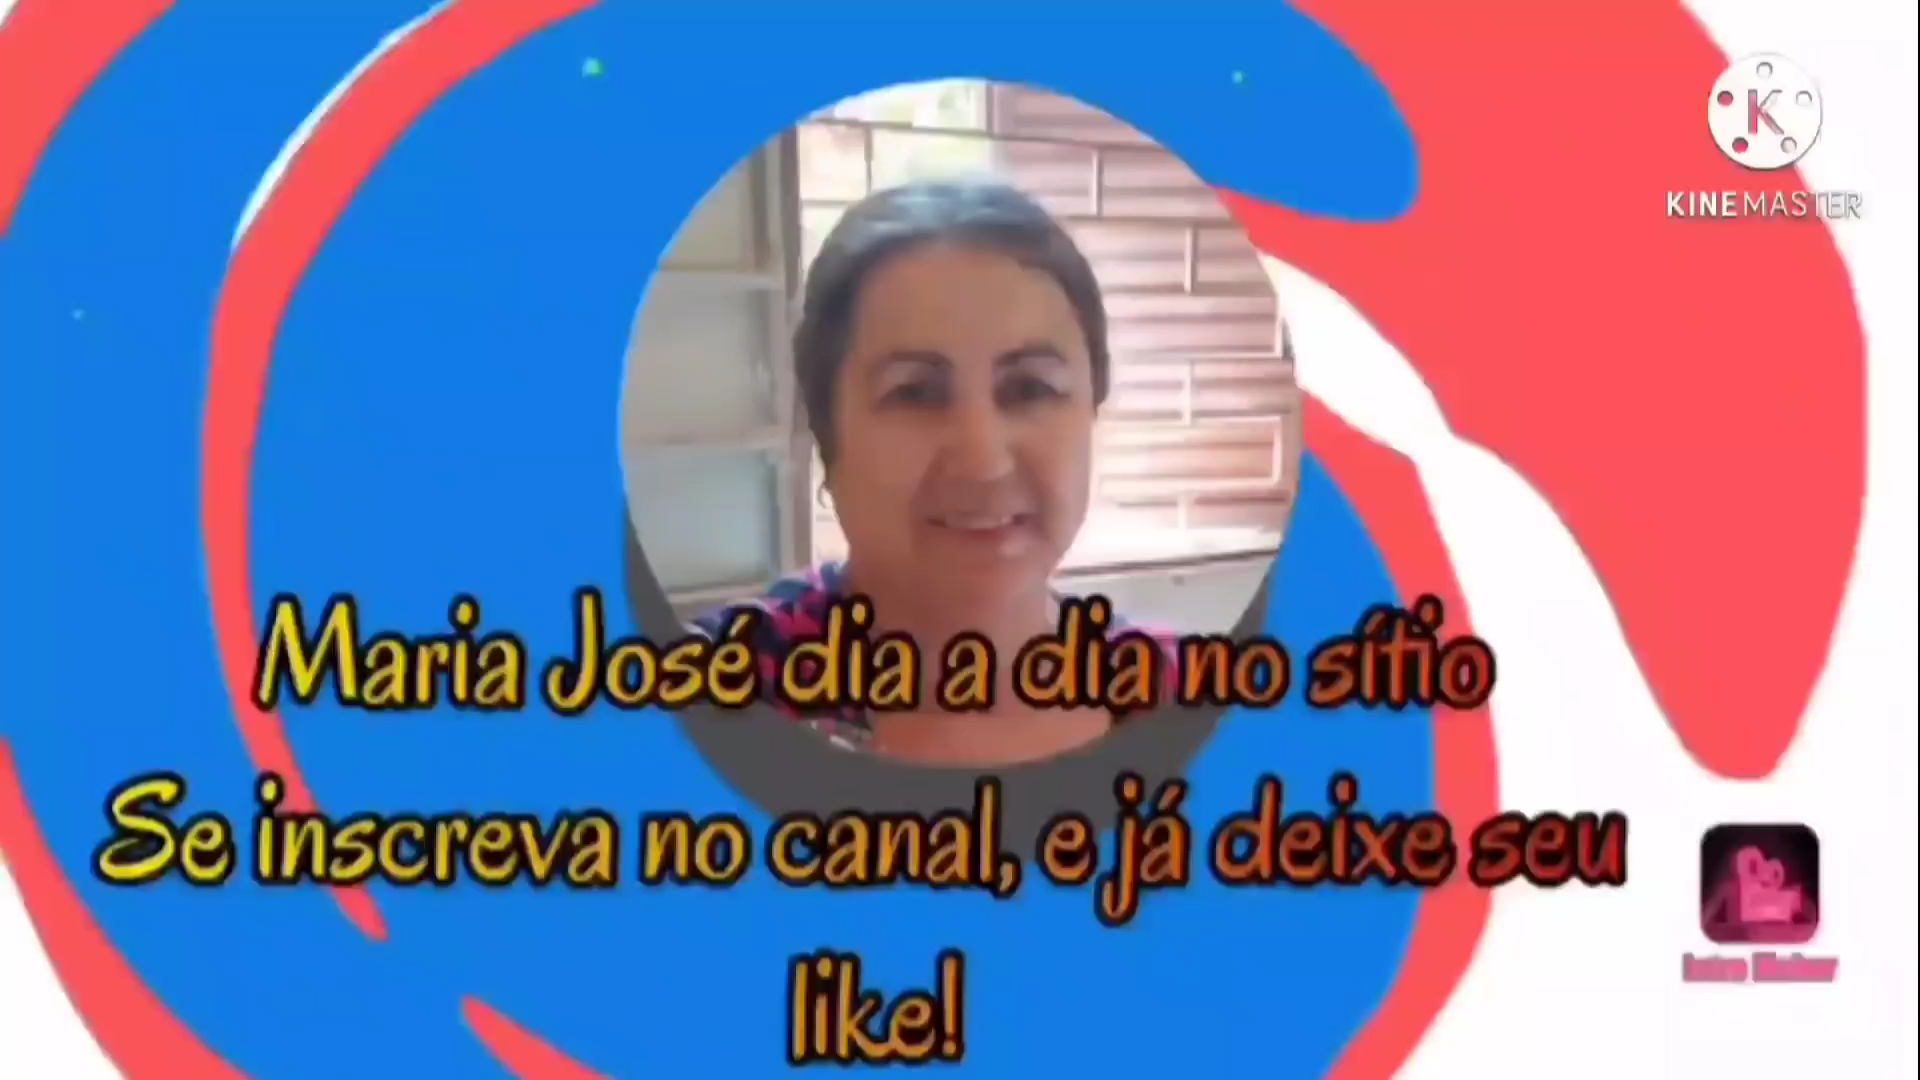 KINEMASTER
Maria José dia a dia no sítio
Se inscreva no canal, e já deixe seu
like!